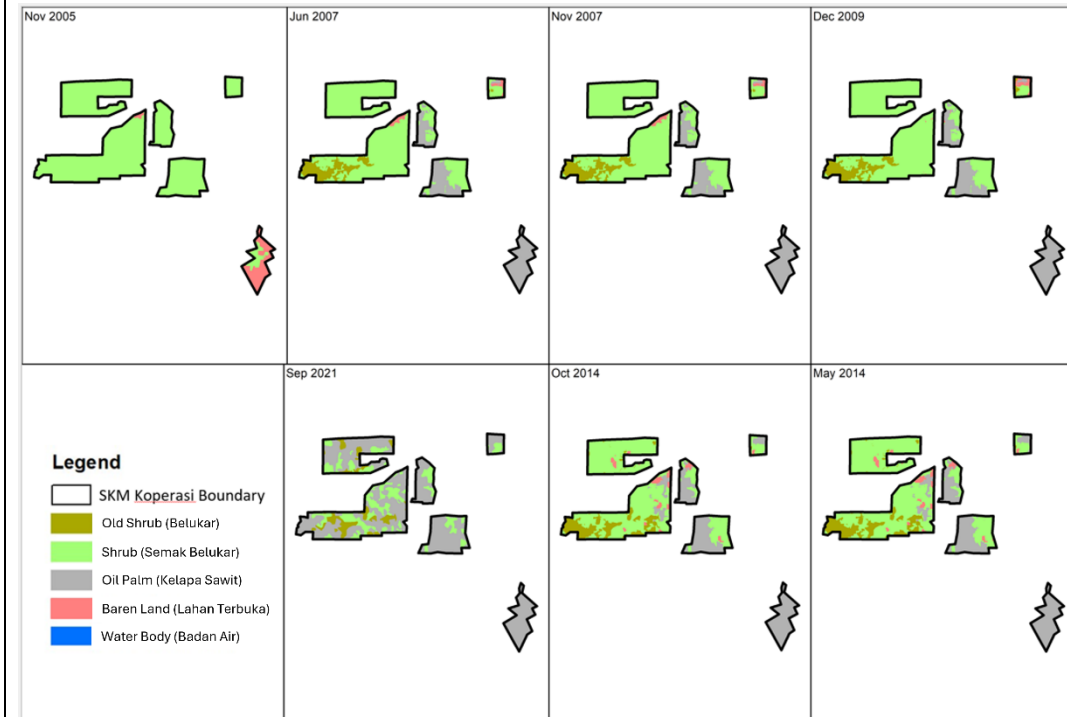 Nov 2005
Jun 2007
Nov 2007
Dec 2009
Sep 2021
Oct 2014
May 2014
Legend
SKM Koperasi Boundary
Old Shrub (Belukar)
Shrub (Semak Belukar)
Oil Palm (Kelapa Sawit)
Baren Land (Lahan Terbuka)
Water Body (Badan Air)